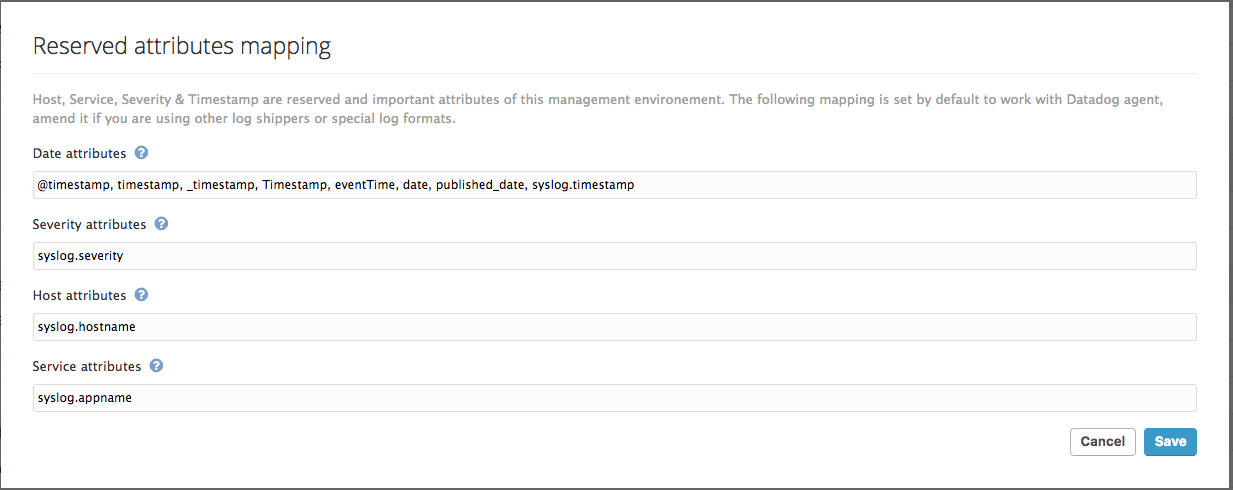 Reserved attributes mapping
Host, Service, Severity & Timestamp are reserved and important attributes of this management environement. The following mapping is set by default to work with Datadog agent,
amend it if you are using other log shippers or special log formats.
Date attributes ?
@timestamp, timestamp, _timestamp, Timestamp, eventTime, date, published_date, syslog.timestamp
Severity attributes ?
syslog.severity
Host attributes ?
syslog.hostname
Service attributes ?
syslog.appname
Cancel Save